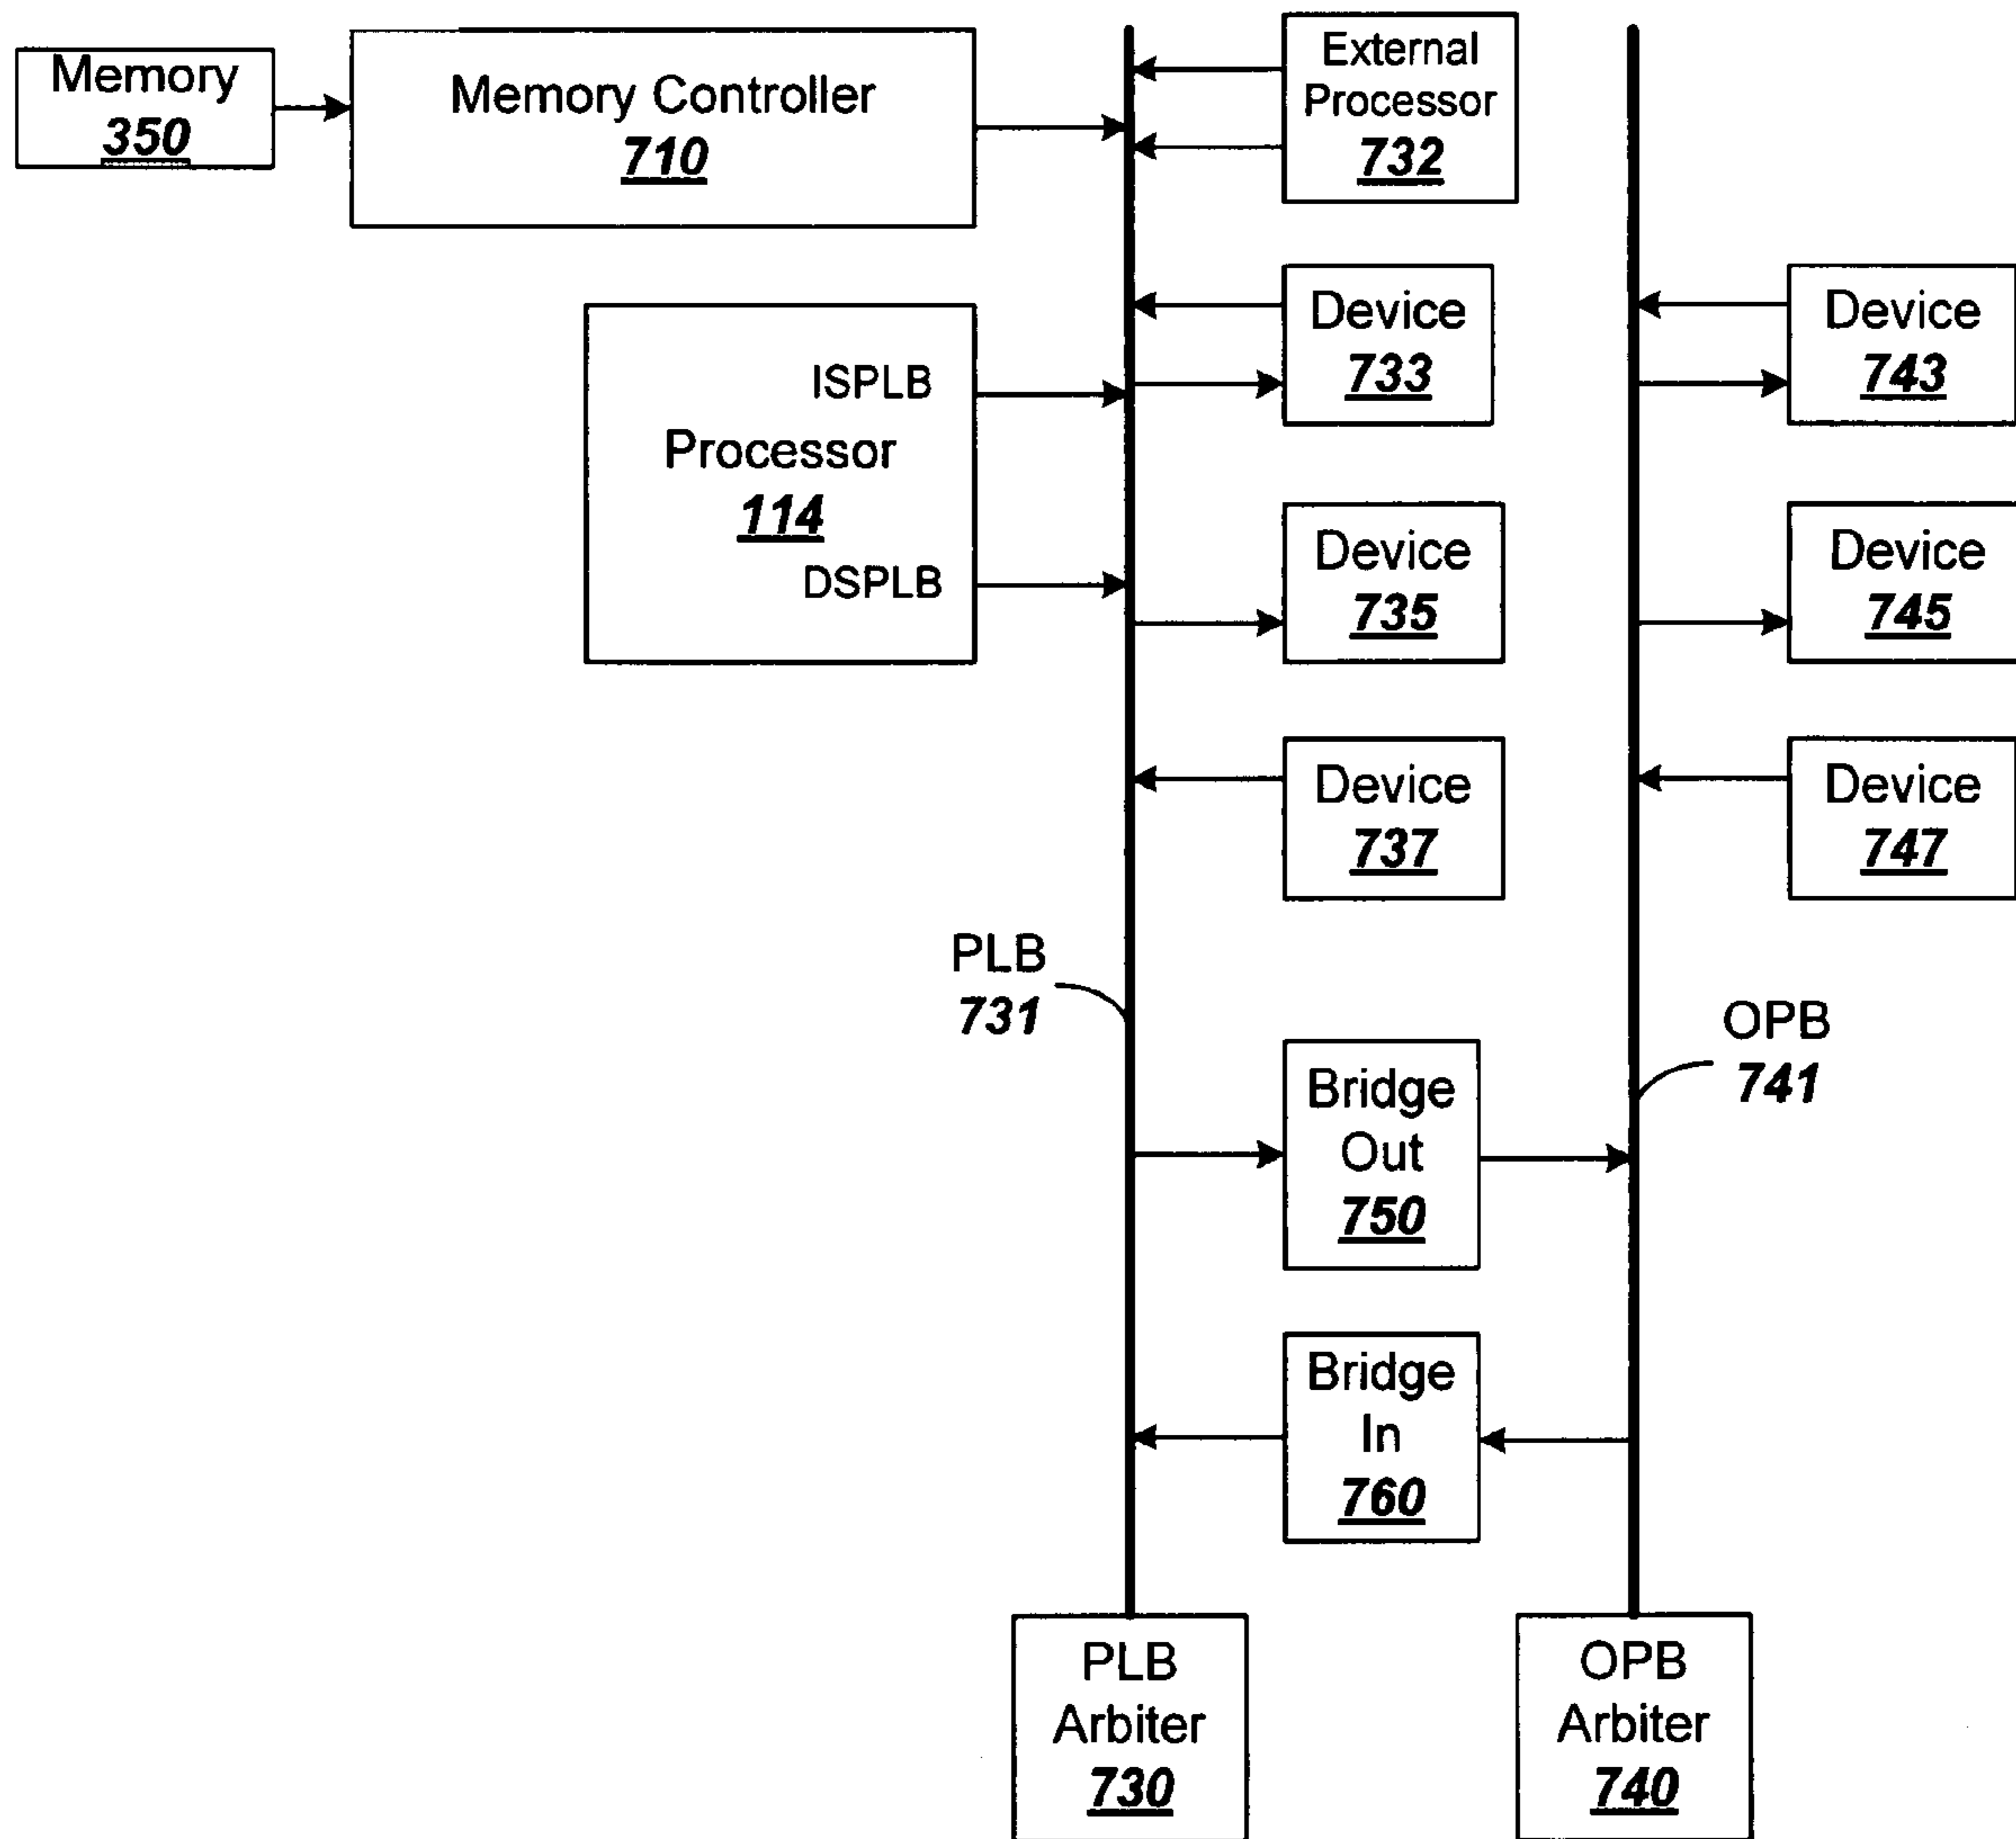 Memory
350
Memory Controller
710
External
Processor
732
Device
733
Device
743
ISPLB
Processor
114
DSPLB
Device
735
Device
745
Device
737
Device
747
PLB
731
OPB
741
Bridge
Out
750
Bridge
In
760
PLB
Arbiter
730
OPB
Arbiter
740